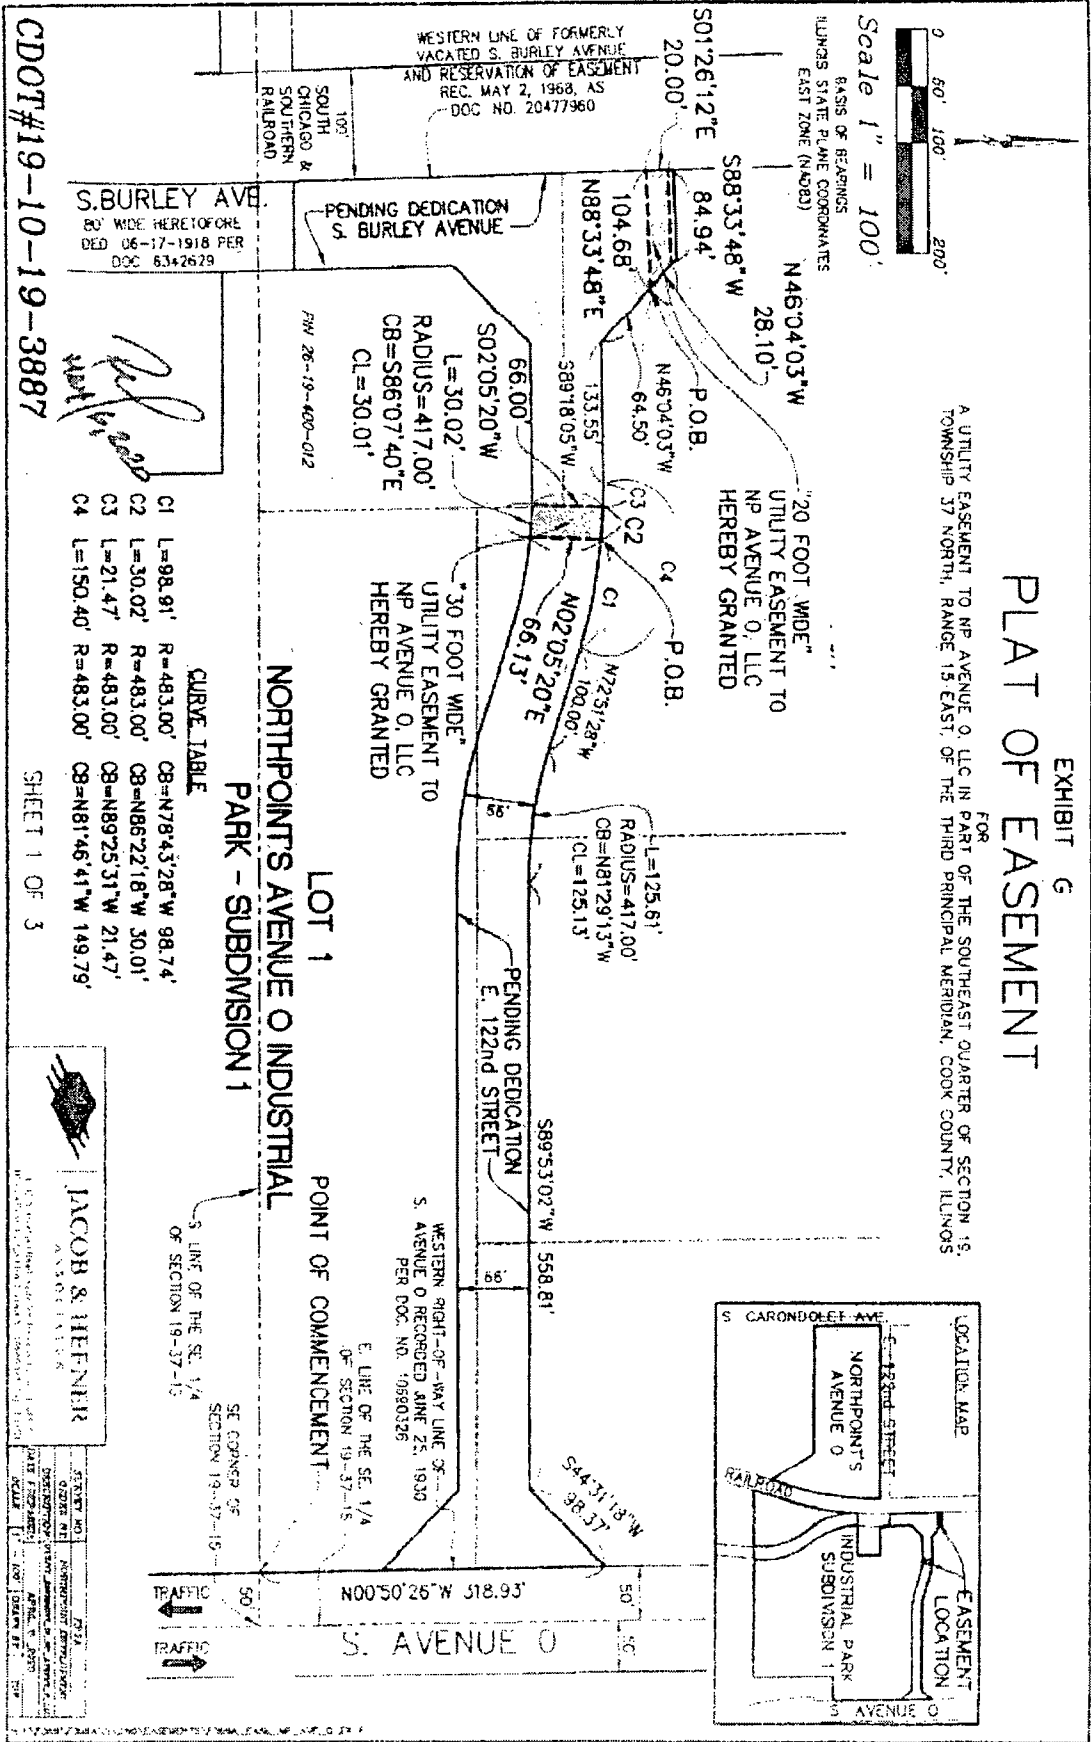 EXHIBIT G
PLAT OF EASEMENT
FOR
A UTILITY EASEMENT TO NP AVENUE O, LLC IN PART OF THE SOUTHEAST QUARTER OF SECTION 19,
TOWNSHIP 37 NORTH, RANGE 15 EAST, OF THE THIRD PRINCIPAL MERIDIAN, COOK COUNTY, ILLINOIS
0 50' 100' 200'
Scale 1" = 100'
BASIS OF BEARINGS
ILLINOIS STATE PLANE COORDINATES
EAST ZONE (NAD83)
LOCATION MAP
S CARONDOLET AVE.
E. 122nd STREET
NORTHPOINT'S
AVENUE O
RAILROAD
INDUSTRIAL PARK
SUBDIVISION 1
EASEMENT
LOCATION
S AVENUE O
N46°04'03"W
28.10'
S88°33'48"W
84.94'
S01°26'12"E
20.00'
104.68'
N88°33'48"E
WESTERN LINE OF FORMERLY
VACATED S. BURLEY AVENUE
AND RESERVATION OF EASEMENT
REC. MAY 2, 1968, AS
DOC NO. 20477960
"20 FOOT WIDE"
UTILITY EASEMENT TO
NP AVENUE O, LLC
HEREBY GRANTED
P.O.B.
N46°04'03"W
64.50'
133.55'
S89°18'05"W
C3 C2
C4
C1
P.O.B.
N72°51'28"W
100.00'
N02°05'20"E
66.13'
66.00'
S02°05'20"W
L=30.02'
RADIUS=417.00'
CB=S86°07'40"E
CL=30.01'
"30 FOOT WIDE"
UTILITY EASEMENT TO
NP AVENUE O, LLC
HEREBY GRANTED
L=125.61'
RADIUS=417.00'
CB=N81°29'13"W
CL=125.13'
66'
PENDING DEDICATION
E. 122nd STREET
S89°53'02"W 558.81'
66'
S44°31'18"W
98.37'
PENDING DEDICATION
S. BURLEY AVENUE
100'
SOUTH
CHICAGO &
SOUTHERN
RAILROAD
S.BURLEY AVE.
80' WIDE HERETOFORE
DED 06-17-1918 PER
DOC 6342629
PIN 26-19-400-012
LOT 1
NORTHPOINT'S AVENUE O INDUSTRIAL
PARK - SUBDIVISION 1
WESTERN RIGHT-OF-WAY LINE OF
S. AVENUE O RECORDED JUNE 25, 1930
PER DOC. NO. 10690326
E. LINE OF THE SE. 1/4
OF SECTION 19-37-15
POINT OF COMMENCEMENT
SE CORNER OF
SECTION 19-37-15
S LINE OF THE SE. 1/4
OF SECTION 19-37-15
N00°50'26"W 318.93'
50'
50'
50'
S. AVENUE O
TRAFFIC
TRAFFIC
CURVE TABLE
C1 L=98.91' R=483.00' CB=N78°43'28"W 98.74'
C2 L=30.02' R=483.00' CB=N86°22'18"W 30.01'
C3 L=21.47' R=483.00' CB=N89°25'31"W 21.47'
C4 L=150.40' R=483.00' CB=N81°46'41"W 149.79'
CDOT#19-10-19-3887
SHEET 1 OF 3
JACOB & HEFNER
ASSOCIATES
SURVEY NO.